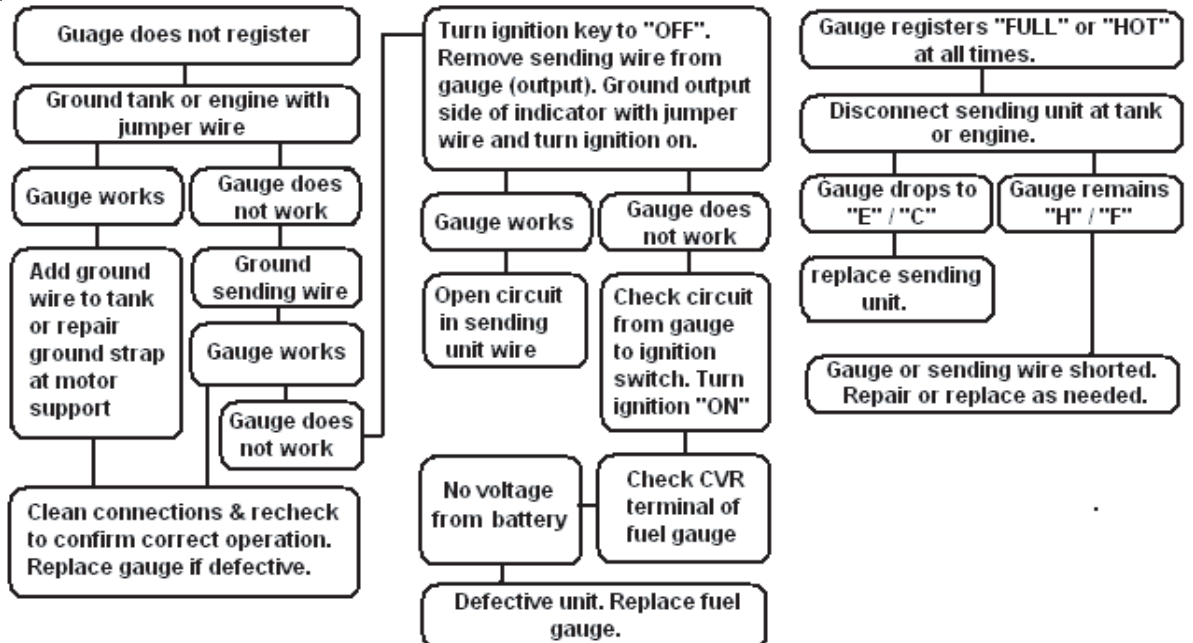 Guage does not register
Ground tank or engine with
jumper wire
Gauge works
Gauge does
not work
Add ground
wire to tank
or repair
ground strap
at motor
support
Ground
sending wire
Gauge works
Gauge does
not work
Clean connections & recheck
to confirm correct operation.
Replace gauge if defective.
Turn ignition key to "OFF".
Remove sending wire from
gauge (output). Ground output
side of indicator with jumper
wire and turn ignition on.
Gauge works
Gauge does
not work
Open circuit
in sending
unit wire
Check circuit
from gauge
to ignition
switch. Turn
ignition "ON"
Check CVR
terminal of
fuel gauge
No voltage
from battery
Defective unit. Replace fuel
gauge.
Gauge registers "FULL" or "HOT"
at all times.
Disconnect sending unit at tank
or engine.
Gauge drops to
"E" / "C"
Gauge remains
"H" / "F"
replace sending
unit.
Gauge or sending wire shorted.
Repair or replace as needed.